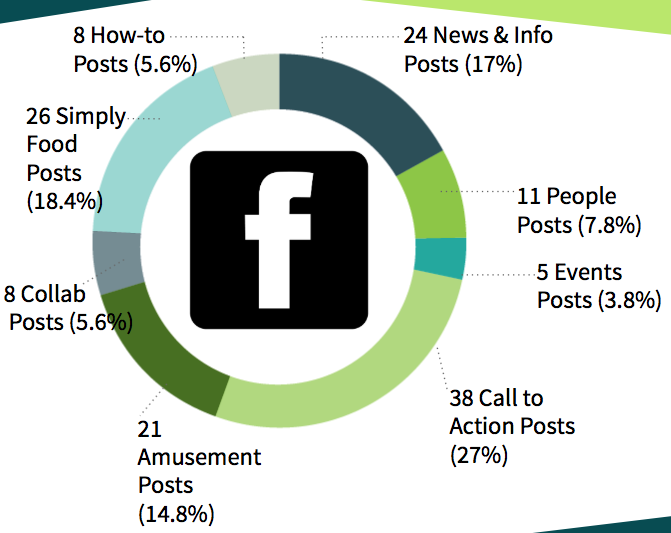 8 How-to
Posts (5.6%)
24 News & Info
Posts (17%)
26 Simply
Food
Posts
(18.4%)
11 People
Posts (7.8%)
5 Events
Posts (3.8%)
8 Collab
Posts (5.6%)
38 Call to
Action Posts
(27%)
21
Amusement
Posts
(14.8%)
f